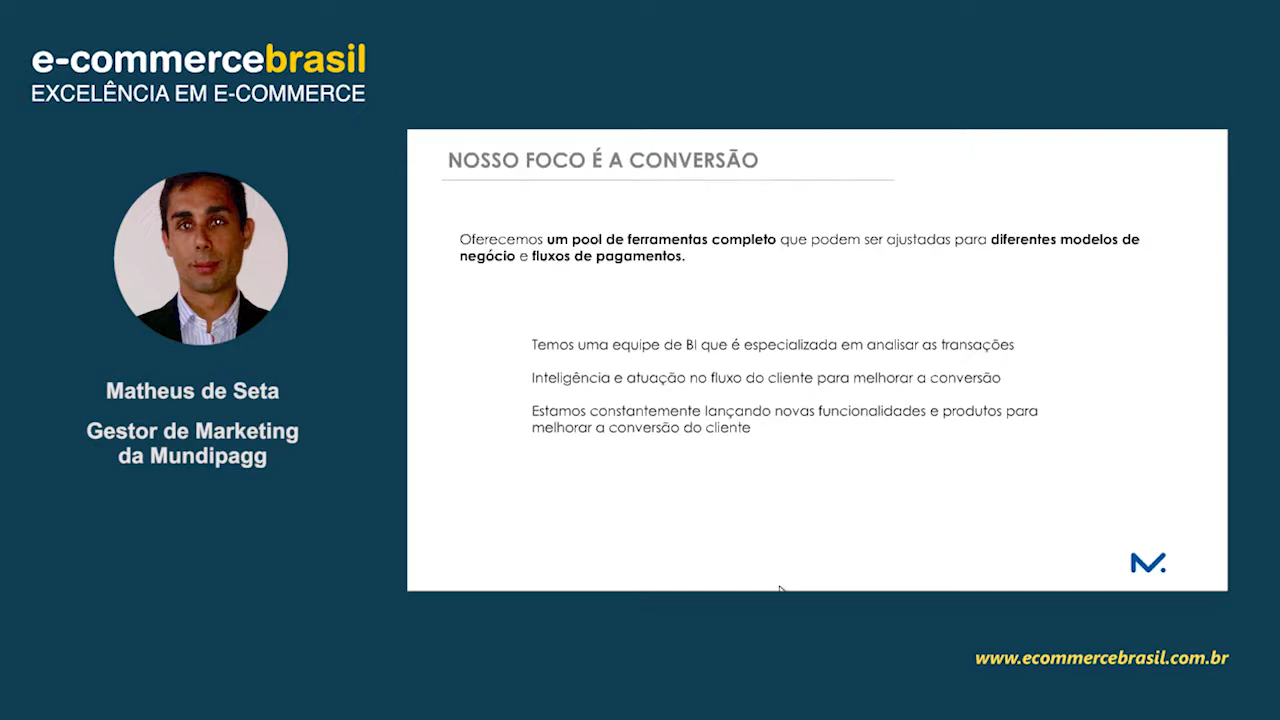 e-commercebrasil
EXCELÊNCIA EM E-COMMERCE
Matheus de Seta
Gestor de Marketing
da Mundipagg
NOSSO FOCO É A CONVERSÃO
Oferecemos um pool de ferramentas completo que podem ser ajustadas para diferentes modelos de
negócio e fluxos de pagamentos.
Temos uma equipe de BI que é especializada em analisar as transações
Inteligência e atuação no fluxo do cliente para melhorar a conversão
Estamos constantemente lançando novas funcionalidades e produtos para
melhorar a conversão do cliente
www.ecommercebrasil.com.br